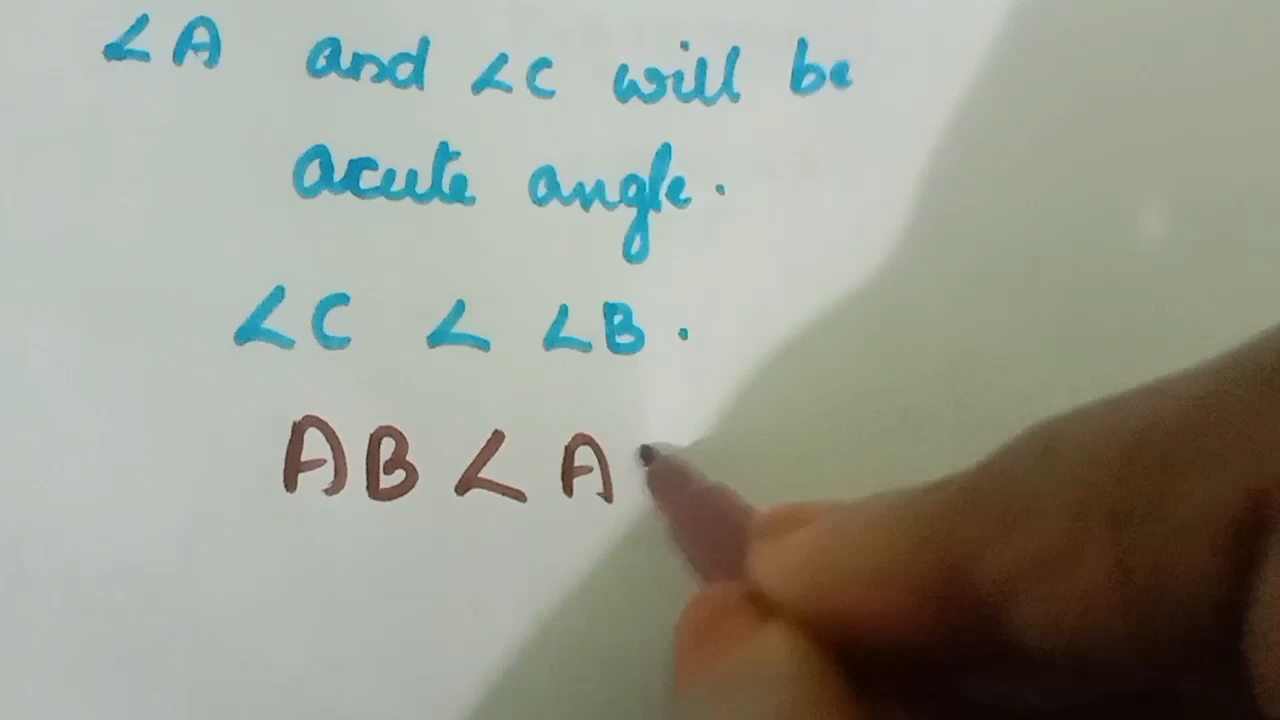 ∠A and ∠C will be
acute angle.
∠C < ∠B.
AB < A